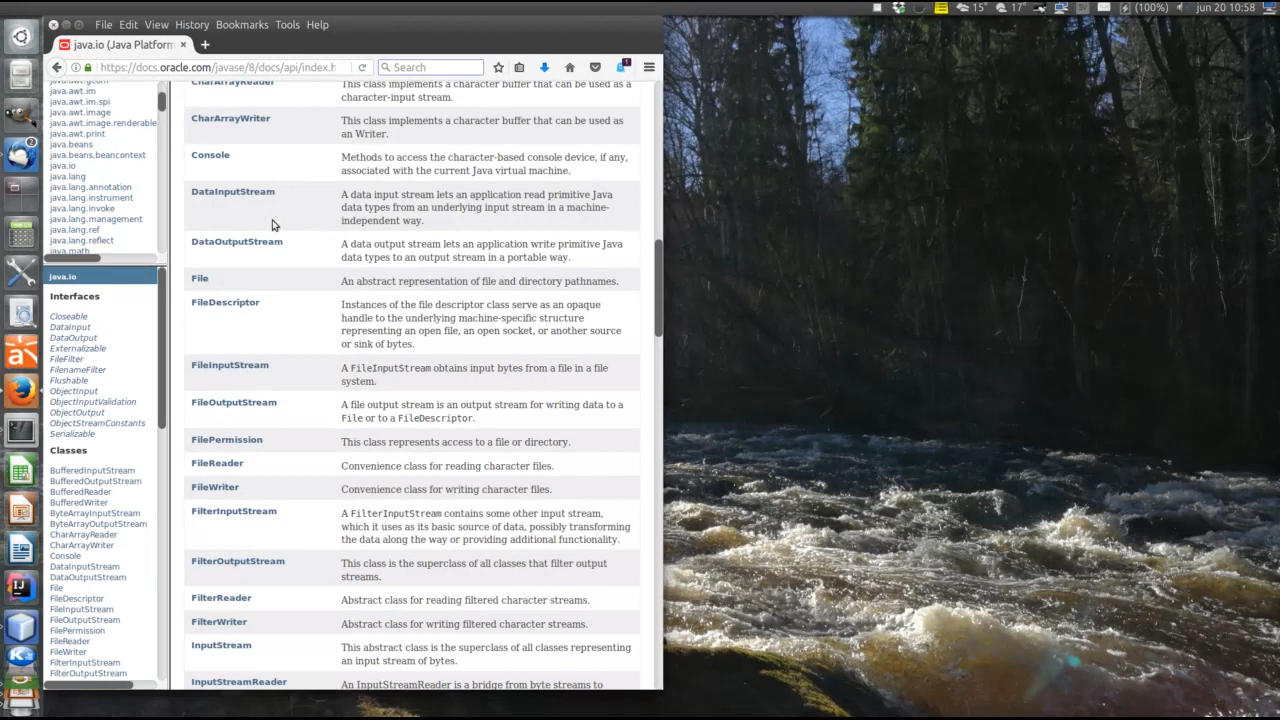 File Edit View History Bookmarks Tools Help
15° 17° (100%) jun 20 10:58
java.io (Java Platform
https://docs.oracle.com/javase/8/docs/api/index.h
Search
1
java.awt.im
java.awt.im.spi
java.awt.image
java.awt.image.renderable
java.awt.print
java.beans
java.beans.beancontext
java.io
java.lang
java.lang.annotation
java.lang.instrument
java.lang.invoke
java.lang.management
java.lang.ref
java.lang.reflect
java.math
java.io
Interfaces
Closeable
DataInput
DataOutput
Externalizable
FileFilter
FilenameFilter
Flushable
ObjectInput
ObjectInputValidation
ObjectOutput
ObjectStreamConstants
Serializable
Classes
BufferedInputStream
BufferedOutputStream
BufferedReader
BufferedWriter
ByteArrayInputStream
ByteArrayOutputStream
CharArrayReader
CharArrayWriter
Console
DataInputStream
DataOutputStream
File
FileDescriptor
FileInputStream
FileOutputStream
FilePermission
FileReader
FileWriter
FilterInputStream
FilterOutputStream
CharArrayReader
This class implements a character buffer that can be used as a
character-input stream.
CharArrayWriter
This class implements a character buffer that can be used as
an Writer.
Console
Methods to access the character-based console device, if any,
associated with the current Java virtual machine.
DataInputStream
A data input stream lets an application read primitive Java
data types from an underlying input stream in a machine-
independent way.
DataOutputStream
A data output stream lets an application write primitive Java
data types to an output stream in a portable way.
File
An abstract representation of file and directory pathnames.
FileDescriptor
Instances of the file descriptor class serve as an opaque
handle to the underlying machine-specific structure
representing an open file, an open socket, or another source
or sink of bytes.
FileInputStream
A FileInputStream obtains input bytes from a file in a file
system.
FileOutputStream
A file output stream is an output stream for writing data to a
File or to a FileDescriptor.
FilePermission
This class represents access to a file or directory.
FileReader
Convenience class for reading character files.
FileWriter
Convenience class for writing character files.
FilterInputStream
A FilterInputStream contains some other input stream,
which it uses as its basic source of data, possibly transforming
the data along the way or providing additional functionality.
FilterOutputStream
This class is the superclass of all classes that filter output
streams.
FilterReader
Abstract class for reading filtered character streams.
FilterWriter
Abstract class for writing filtered character streams.
InputStream
This abstract class is the superclass of all classes representing
an input stream of bytes.
InputStreamReader
An InputStreamReader is a bridge from byte streams to